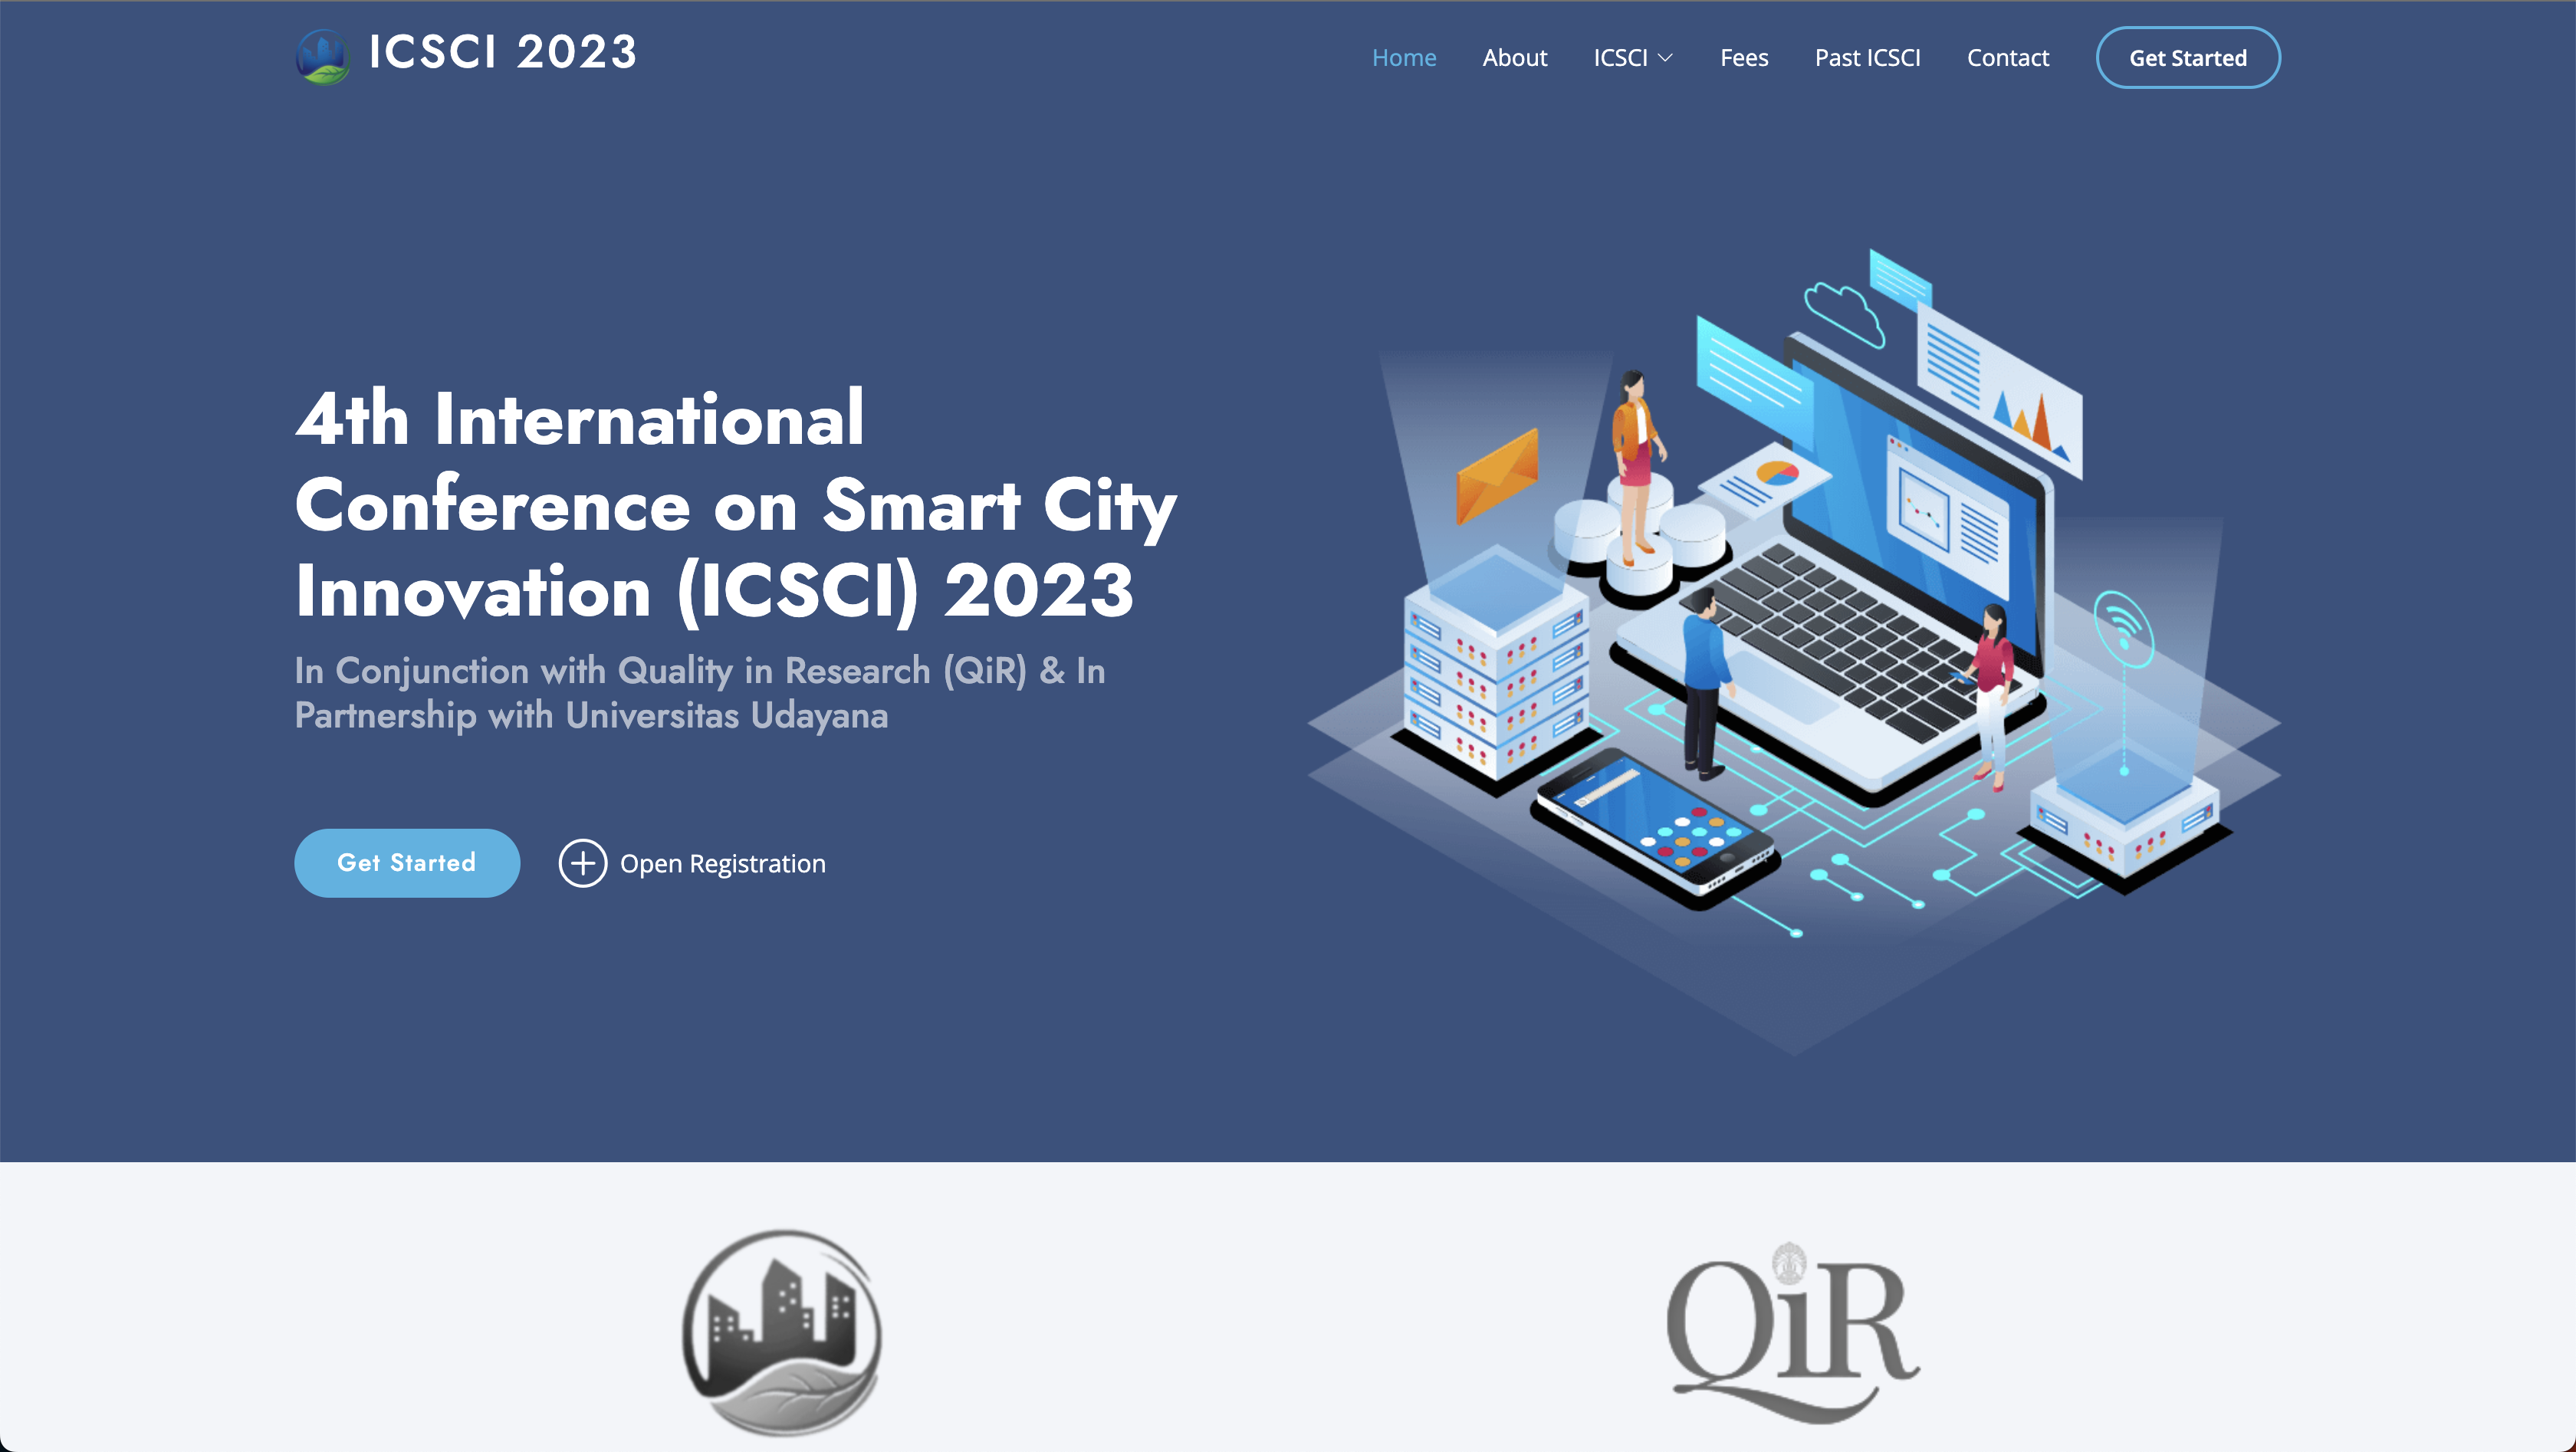 ICSCI 2023
Home About ICSCI Fees Past ICSCI Contact Get Started
4th International
Conference on Smart City
Innovation (ICSCI) 2023
In Conjunction with Quality in Research (QiR) & In
Partnership with Universitas Udayana
Get Started Open Registration
QiR